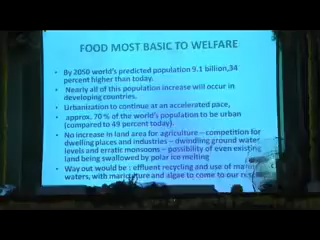 FOOD MOST BASIC TO WELFARE
• By 2050 world's predicted population 9.1 billion,34
percent higher than today.
• Nearly all of this population increase will occur in
developing countries.
• Urbanization to continue at an accelerated pace,
• approx. 70 % of the world's population to be urban
(compared to 49 percent today).
• No increase in land area for agriculture – competition for
dwelling places and industries – dwindling ground water
levels and erratic monsoons – possibility of even existing
land being swallowed by polar ice melting
• Way out would be : effluent recycling and use of marine
waters, with mariculture and algae to come to our